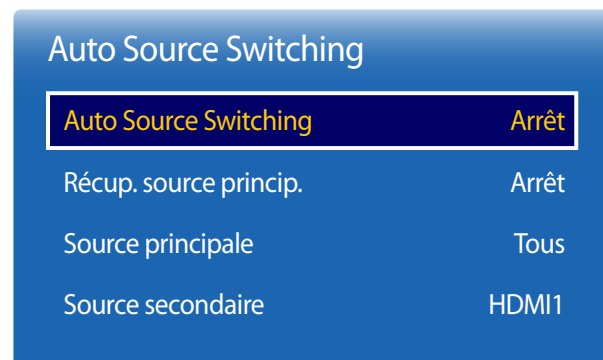 Auto Source Switching
Auto Source Switching Arrêt
Récup. source princip. Arrêt
Source principale Tous
Source secondaire HDMI1